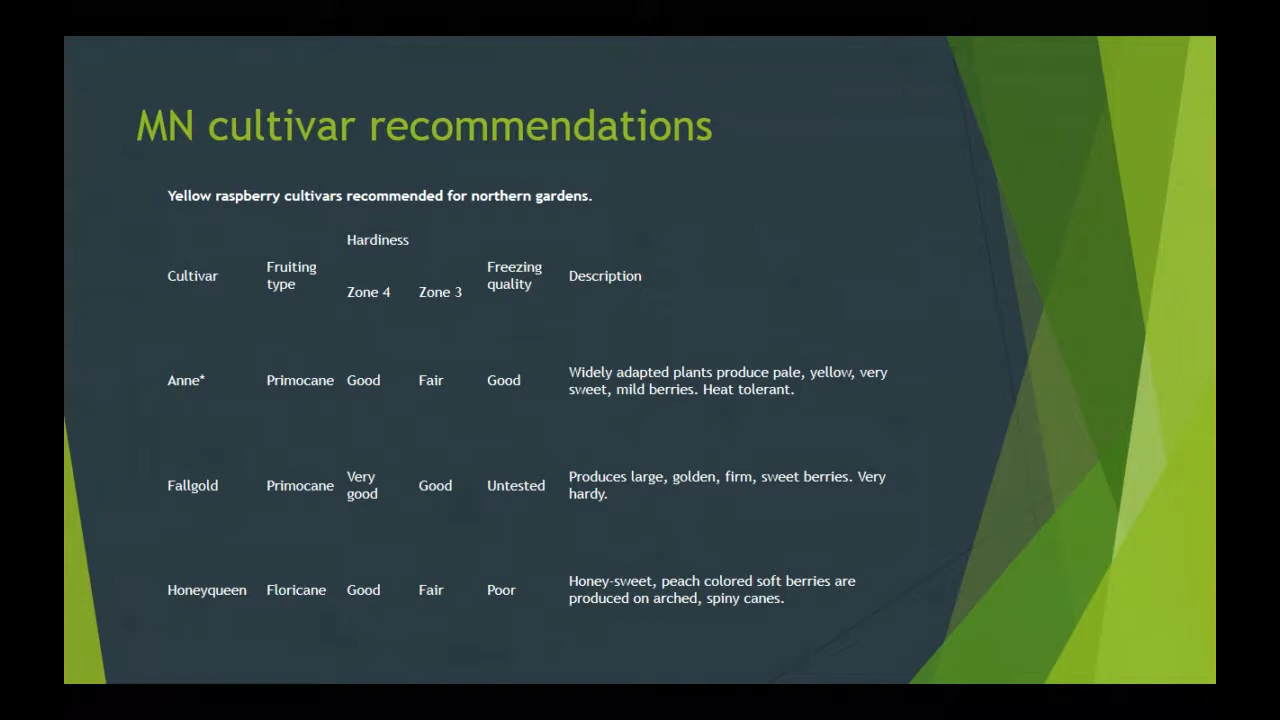 MN cultivar recommendations
Yellow raspberry cultivars recommended for northern gardens.
Hardiness
Cultivar Fruiting type Zone 4 Zone 3 Freezing quality Description
Anne* Primocane Good Fair Good Widely adapted plants produce pale, yellow, very
sweet, mild berries. Heat tolerant.
Fallgold Primocane Very good Good Untested Produces large, golden, firm, sweet berries. Very
hardy.
Honeyqueen Floricane Good Fair Poor Honey-sweet, peach colored soft berries are
produced on arched, spiny canes.